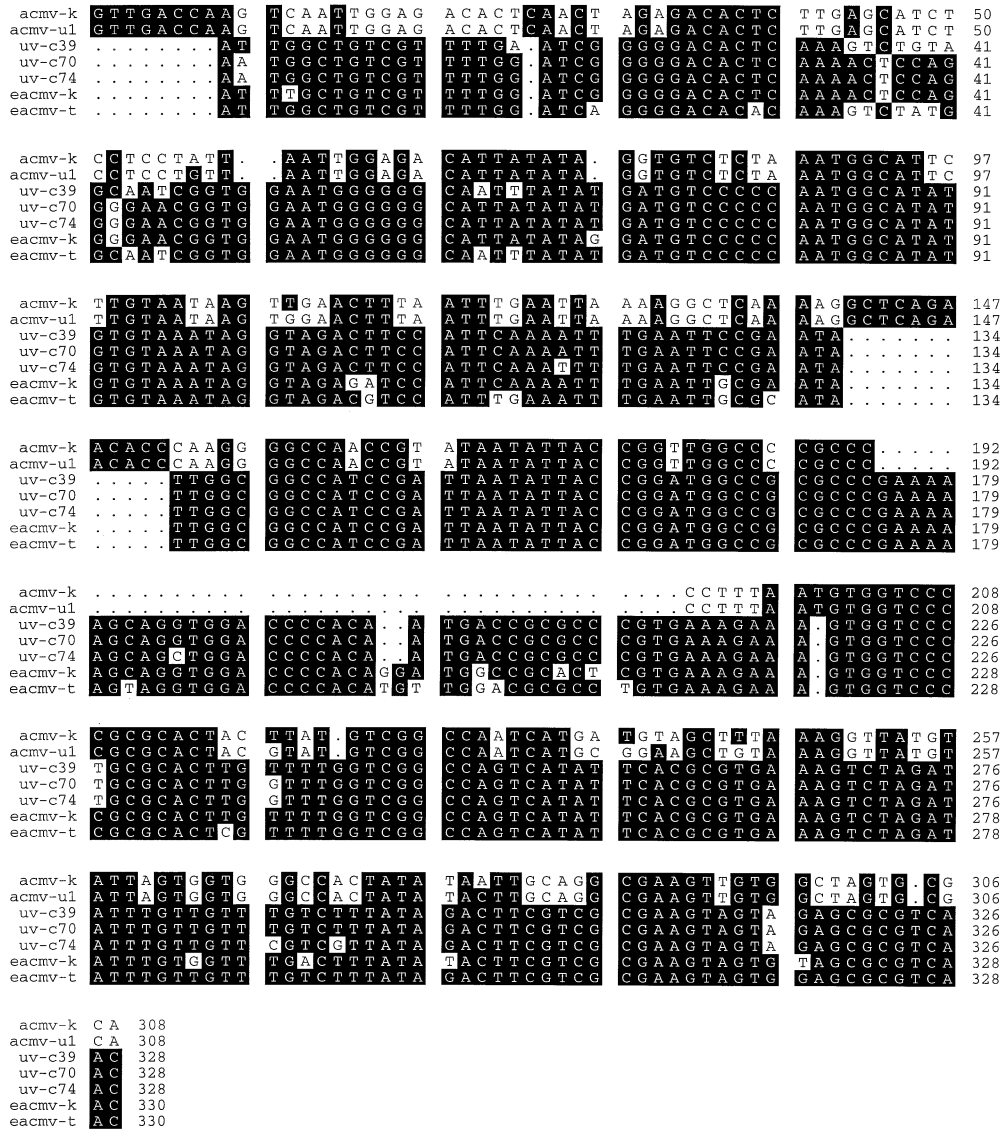 acmv-k GTTGACCAAG TCAATTGGAG ACACTCAACT AGAGACACTC TTGAGCATCT 50
acmv-u1 GTTGACCAAG TCAATTGGAG ACACTCAACT AGAGACACTC TTGAGCATCT 50
uv-c39 ........AT TGGCTGTCGT TTTGA.ATCG GGGGACACTC AAAGTCTGTA 41
uv-c70 ........AA TGGCTGTCGT TTTGG.ATCG GGGGACACTC AAAACTCCAG 41
uv-c74 ........AA TGGCTGTCGT TTTGG.ATCG GGGGACACTC AAAACTCCAG 41
eacmv-k ........AT TTGCTGTCGT TTTGG.ATCG GGGGACACTC AAAACTCCAG 41
eacmv-t ........AT TGGCTGTCGT TTTGG.ATCA GGGGACACAC AAAGTCTATG 41
acmv-k CCTCCTATT. .AATTGGAGA CATTATATA. GGTGTCTCTA AATGGCATTC 97
acmv-u1 CCTCCTGTT. .AATTGGAGA CATTATATA. GGTGTCTCTA AATGGCATTC 97
uv-c39 GCAATCGGTG GAATGGGGGG CAATTTATAT GATGTCCCCC AATGGCATAT 91
uv-c70 GGGAACGGTG GAATGGGGGG CATTATATAT GATGTCCCCC AATGGCATAT 91
uv-c74 GGGAACGGTG GAATGGGGGG CATTATATAT GATGTCCCCC AATGGCATAT 91
eacmv-k GGGAACGGTG GAATGGGGGG CATTATATAG GATGTCCCCC AATGGCATAT 91
eacmv-t GCAATCGGTG GAATGGGGGG CAATTTATAT GATGTCCCCC AATGGCATAT 91
acmv-k TTGTAATAAG TTGAACTTTA ATTTGAATTA AAAGGCTCAA AAGGCTCAGA 147
acmv-u1 TTGTAATAAG TGGAACTTTA ATTTGAATTA AAAGGCTCAA AAGGCTCAGA 147
uv-c39 GTGTAAATAG GTAGACTTCC ATTCAAAATT TGAATTCCGA ATA....... 134
uv-c70 GTGTAAATAG GTAGACTTCC ATTCAAAATT TGAATTCCGA ATA....... 134
uv-c74 GTGTAAATAG GTAGACTTCC ATTCAAATTT TGAATTCCGA ATA....... 134
eacmv-k GTGTAAATAG GTAGAGATCC ATTCAAAATT TGAATTGCGA ATA....... 134
eacmv-t GTGTAAATAG GTAGACGTCC ATTTGAAATT TGAATTGCGC ATA....... 134
acmv-k ACACCCAAGG GGCCAACCGT ATAATATTAC CGGTTGGCCC CGCCC..... 192
acmv-u1 ACACCCAAGG GGCCAACCGT ATAATATTAC CGGTTGGCCC CGCCC..... 192
uv-c39 .....TTGGC GGCCATCCGA TTAATATTAC CGGATGGCCG CGCCCGAAAA 179
uv-c70 .....TTGGC GGCCATCCGA TTAATATTAC CGGATGGCCG CGCCCGAAAA 179
uv-c74 .....TTGGC GGCCATCCGA TTAATATTAC CGGATGGCCG CGCCCGAAAA 179
eacmv-k .....TTGGC GGCCATCCGA TTAATATTAC CGGATGGCCG CGCCCGAAAA 179
eacmv-t .....TTGGC GGCCATCCGA TTAATATTAC CGGATGGCCG CGCCCGAAAA 179
acmv-k .......... .......... .......... ....CCTTTA ATGTGGTCCC 208
acmv-u1 .......... .......... .......... ....CCTTTA ATGTGGTCCC 208
uv-c39 AGCAGGTGGA CCCCACA..A TGACCGCGCC CGTGAAAGAA A.GTGGTCCC 226
uv-c70 AGCAGGTGGA CCCCACA..A TGACCGCGCC CGTGAAAGAA A.GTGGTCCC 226
uv-c74 AGCAGCTGGA CCCCACA..A TGACCGCGCC CGTGAAAGAA A.GTGGTCCC 226
eacmv-k AGCAGGTGGA CCCCACAGGA TGGCCGCACT CGTGAAAGAA A.GTGGTCCC 228
eacmv-t AGTAGGTGGA CCCCACATGT TGGACGCGCC TGTGAAAGAA A.GTGGTCCC 228
acmv-k CGCGCACTAC TTAT.GTCGG CCAATCATGA TGTAGCTTTA AAGGTTATGT 257
acmv-u1 CGCGCACTAC GTAT.GTCGG CCAATCATGC GGAAGCTGTA AAGGTTATGT 257
uv-c39 TGCGCACTTG TTTTGGTCGG CCAGTCATAT TCACGCGTGA AAGTCTAGAT 276
uv-c70 TGCGCACTTG GTTTGGTCGG CCAGTCATAT TCACGCGTGA AAGTCTAGAT 276
uv-c74 TGCGCACTTG GTTTGGTCGG CCAGTCATAT TCACGCGTGA AAGTCTAGAT 276
eacmv-k CGCGCACTTG TTTTGGTCGG CCAGTCATAT TCACGCGTGA AAGTCTAGAT 278
eacmv-t CGCGCACTCG TTTTGGTCGG CCAGTCATAT TCACGCGTGA AAGTCTAGAT 278
acmv-k ATTAGTGGTG GGCCACTATA TAATTGCAGG CGAAGTTGTG GCTAGTG.CG 306
acmv-u1 ATTAGTGGTG GGCCACTATA TACTTGCAGG CGAAGTTGTG GCTAGTG.CG 306
uv-c39 ATTTGTTGTT TGTCTTTATA GACTTCGTCG CGAAGTAGTA GAGCGCGTCA 326
uv-c70 ATTTGTTGTT TGTCTTTATA GACTTCGTCG CGAAGTAGTA GAGCGCGTCA 326
uv-c74 ATTTGTTGTT CGTCGTTATA GACTTCGTCG CGAAGTAGTA GAGCGCGTCA 326
eacmv-k ATTTGTGGTT TGACTTTATA TACTTCGTCG CGAAGTAGTG TAGCGCGTCA 328
eacmv-t ATTTGTTGTT TGTCTTTATA GACTTCGTCG CGAAGTAGTG GAGCGCGTCA 328
acmv-k CA 308
acmv-u1 CA 308
uv-c39 AC 328
uv-c70 AC 328
uv-c74 AC 328
eacmv-k AC 330
eacmv-t AC 330